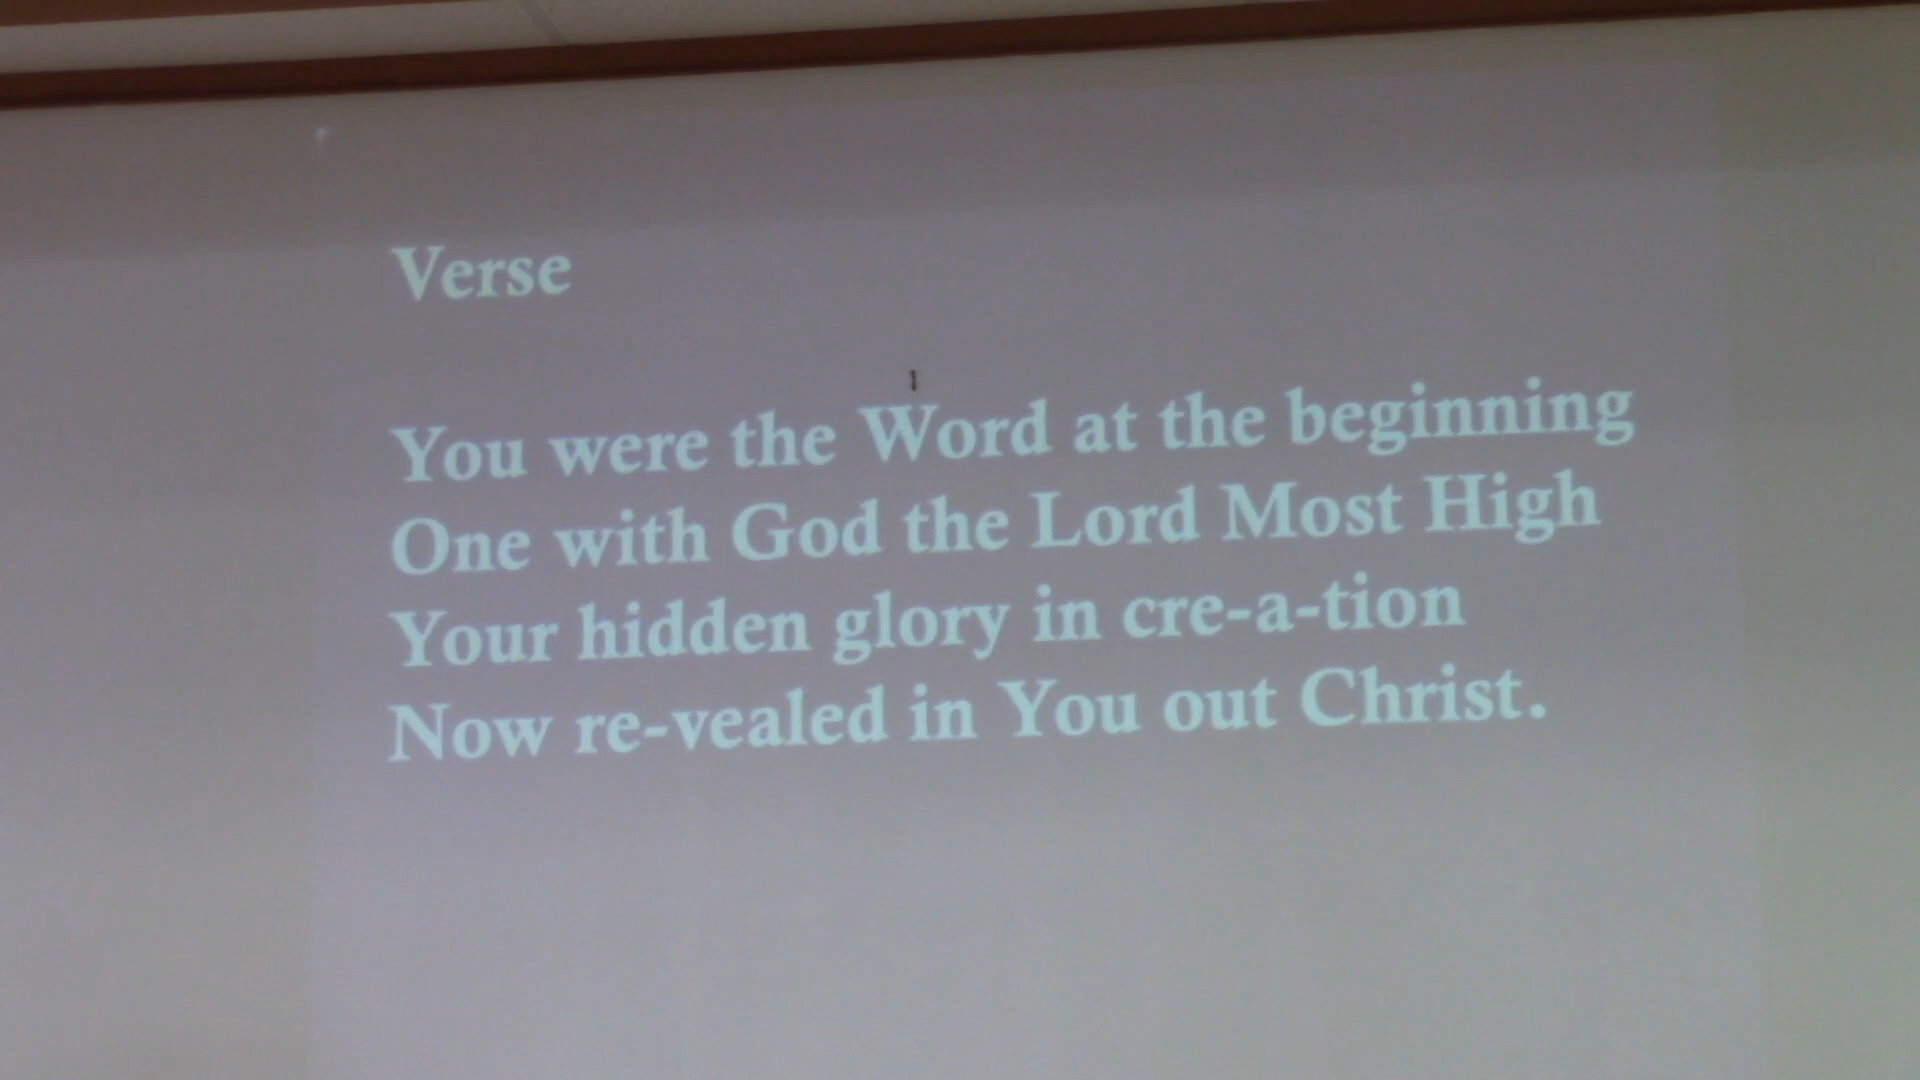 Verse
You were the Word at the beginning
One with God the Lord Most High
Your hidden glory in cre-a-tion
Now re-vealed in You out Christ.